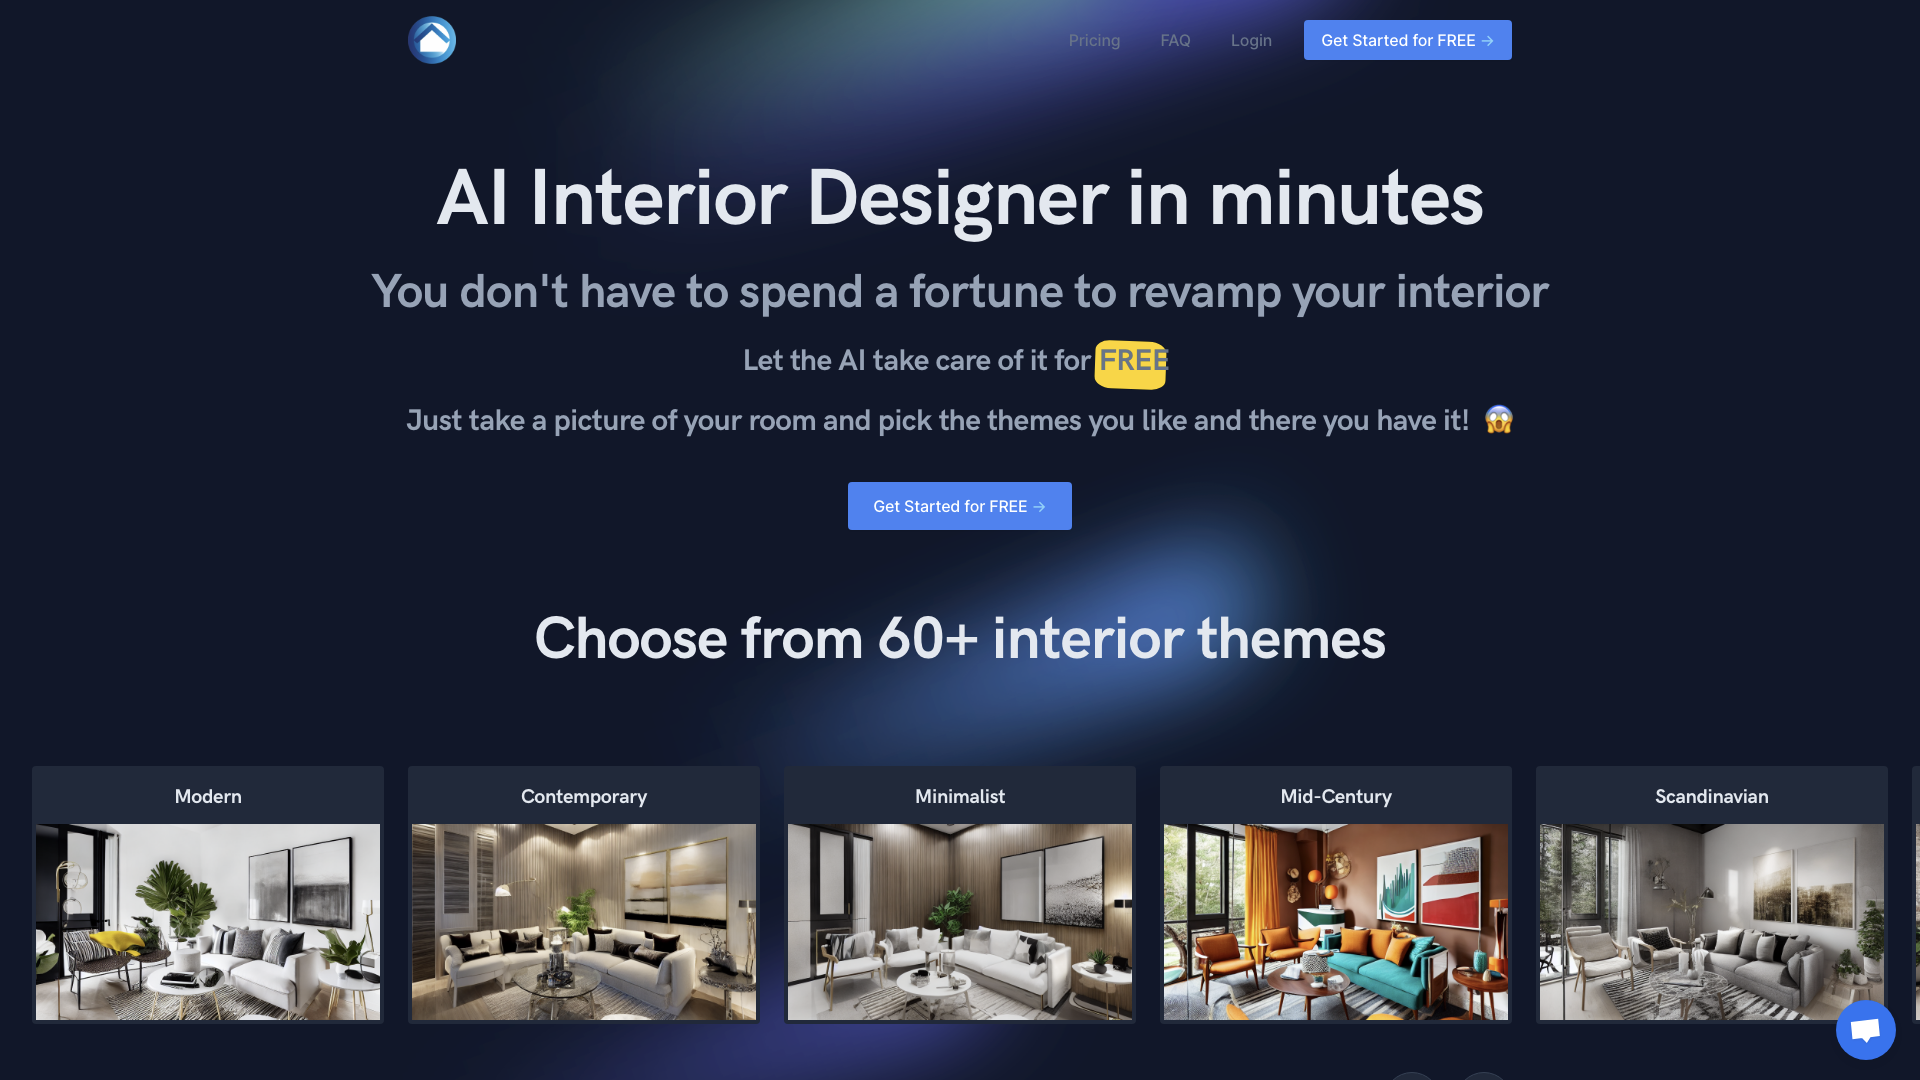 Pricing
FAQ
Login
Get Started for FREE →
AI Interior Designer in minutes
You don't have to spend a fortune to revamp your interior
Let the AI take care of it for FREE
Just take a picture of your room and pick the themes you like and there you have it! 😱
Get Started for FREE →
Choose from 60+ interior themes
Modern
Contemporary
Minimalist
Mid-Century
Scandinavian